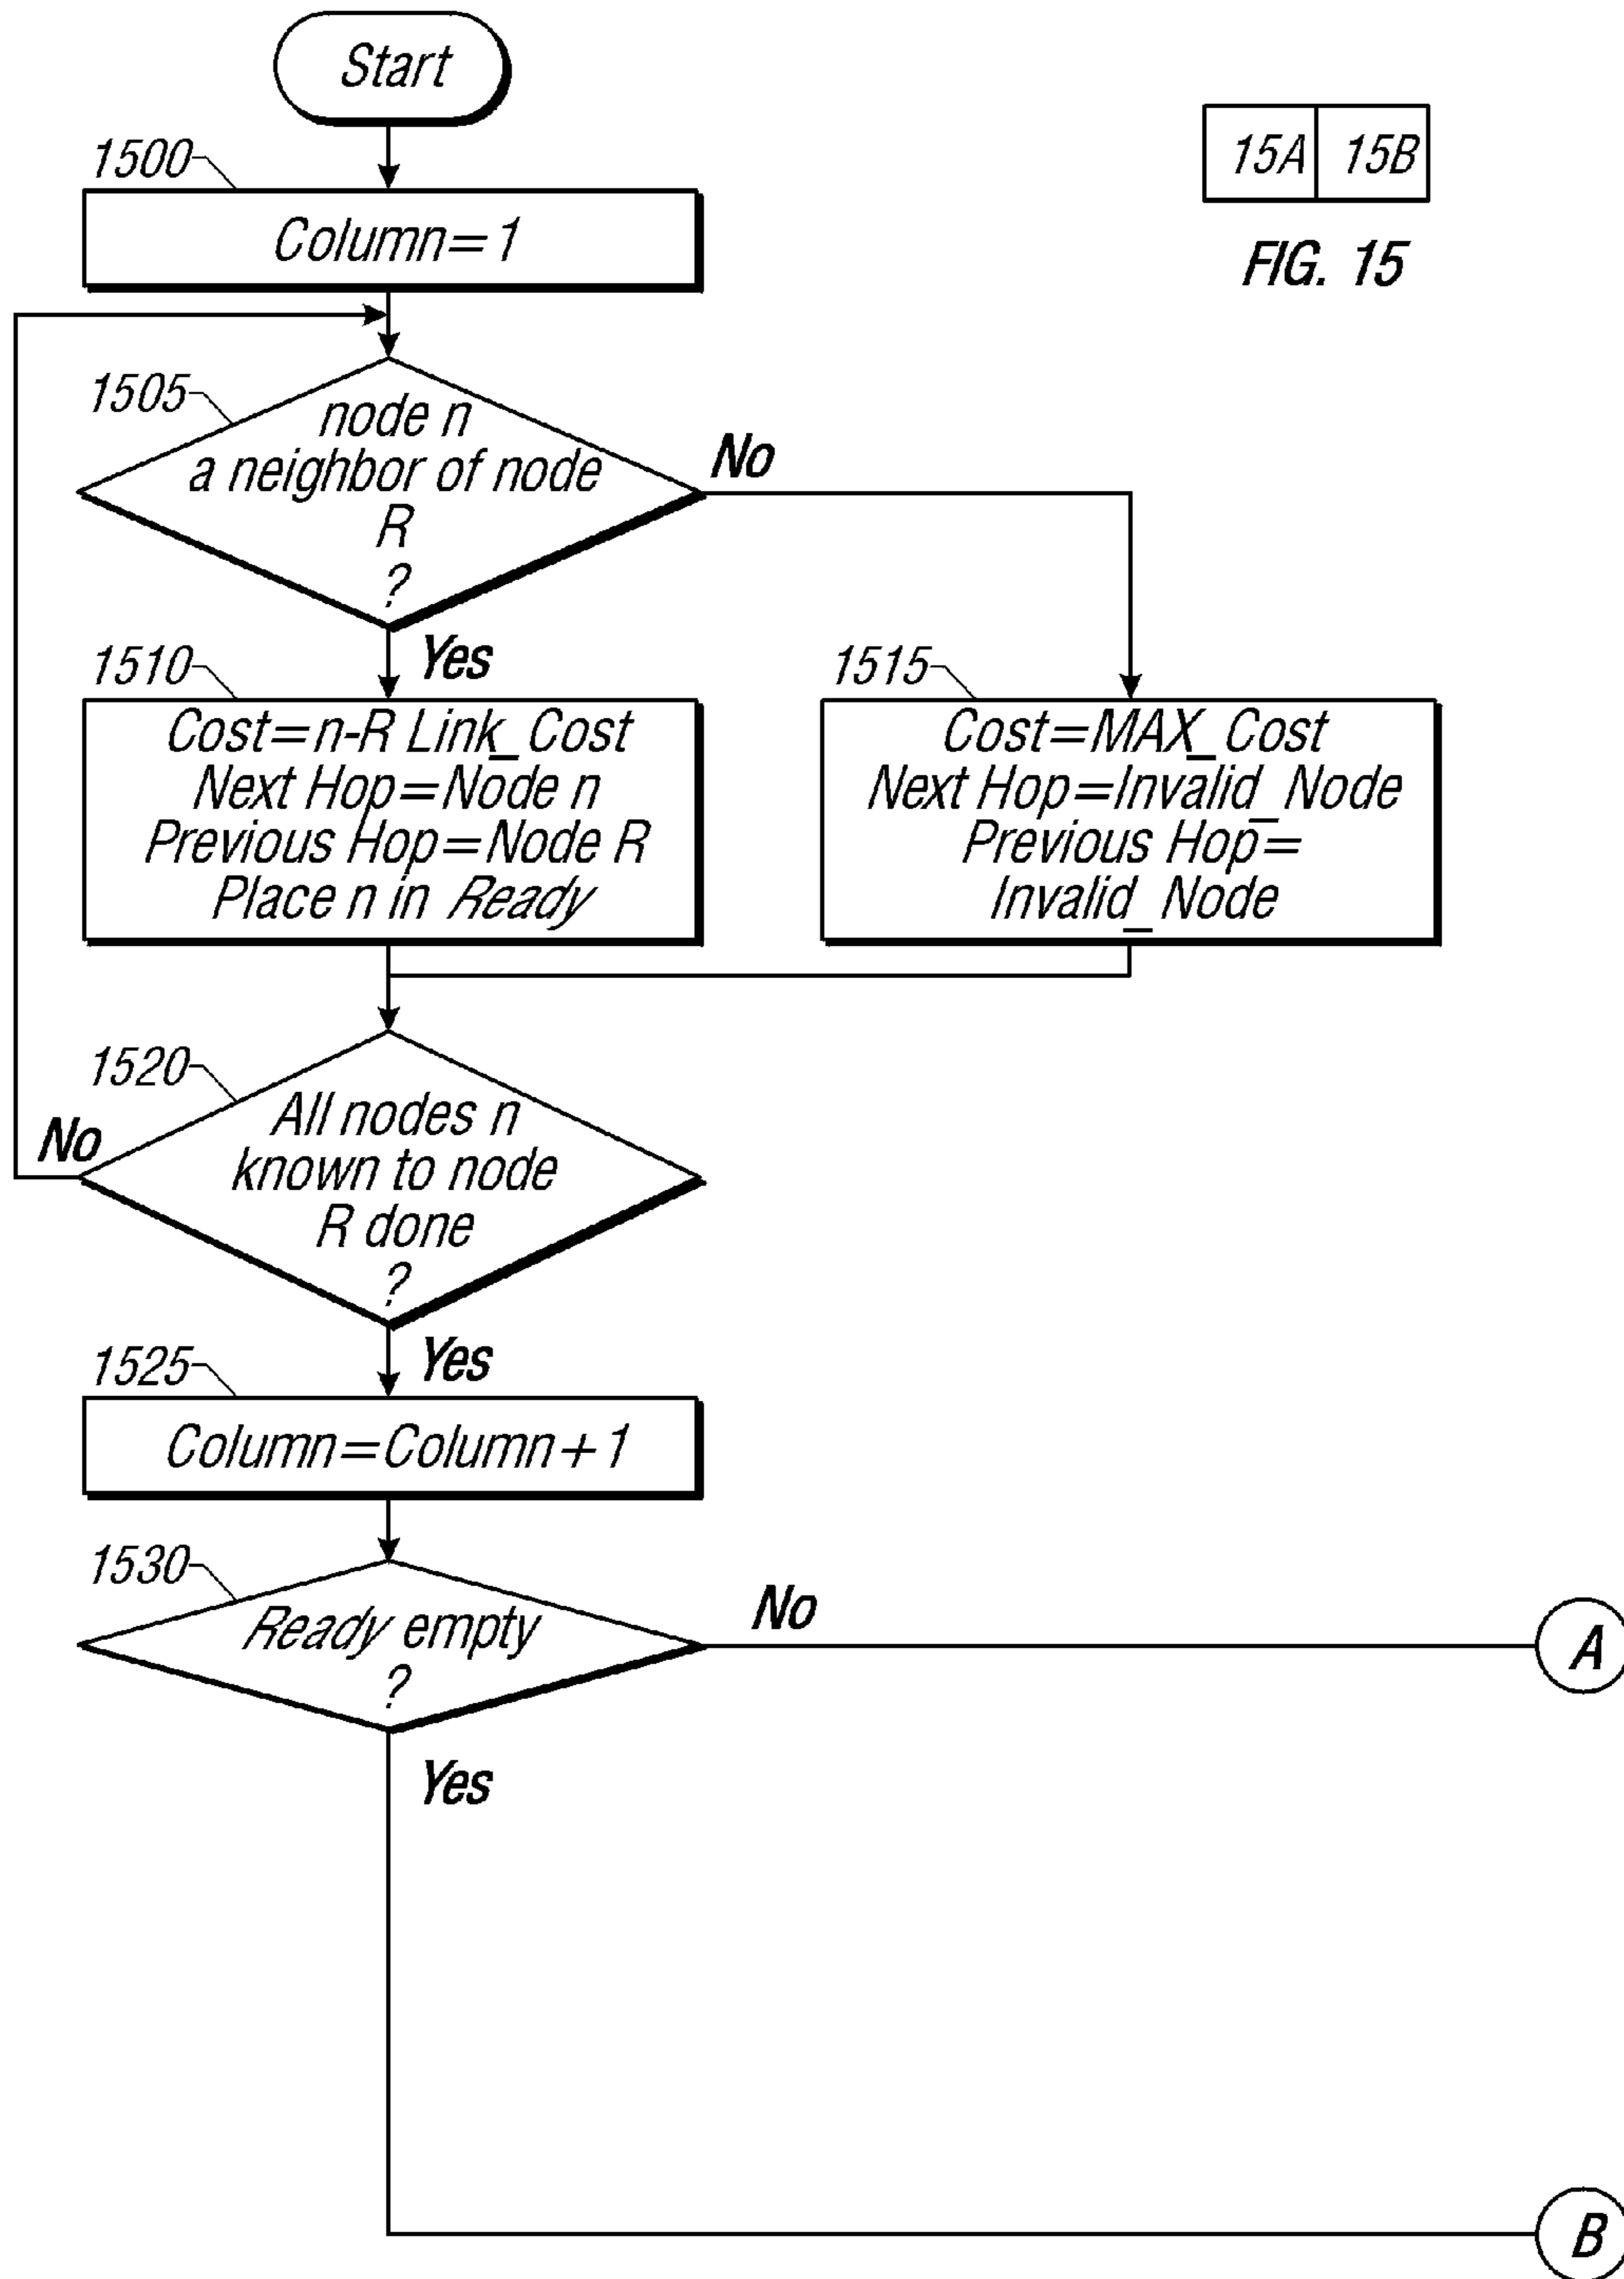 Start
15A 15B
FIG. 15
1500
Column=1
1505
node n
a neighbor of node
R
?
No
Yes
1510
Cost=n-R Link_Cost
Next Hop=Node n
Previous Hop=Node R
Place n in Ready
1515
Cost=MAX_Cost
Next Hop=Invalid_Node
Previous Hop=
Invalid_Node
1520
All nodes n
known to node
R done
?
No
Yes
1525
Column=Column+1
1530
Ready empty
?
No
A
Yes
B